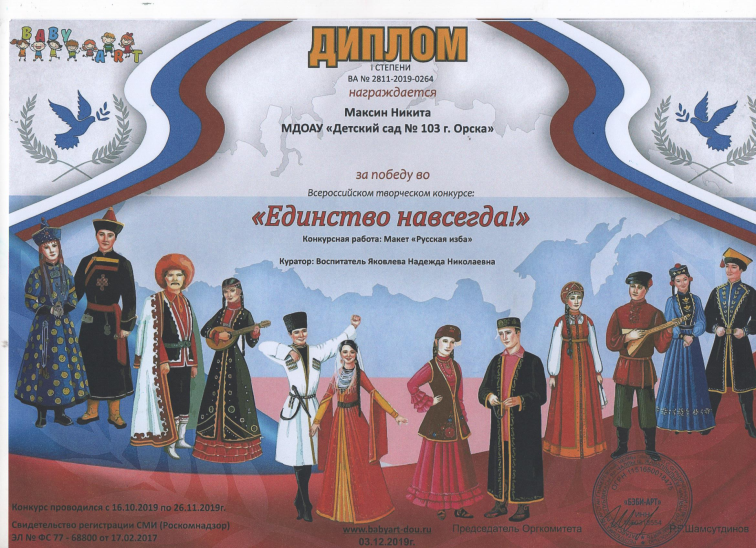 BABY ART
ДИПЛОМ
I СТЕПЕНИ
ВА № 2811-2019-0264
награждается
Максин Никита
МДОАУ «Детский сад № 103 г. Орска»
за победу во
Всероссийском творческом конкурсе:
«Единство навсегда!»
Конкурсная работа: Макет «Русская изба»
Куратор: Воспитатель Яковлева Надежда Николаевна
Конкурс проводился с 16.10.2019 по 26.11.2019г.
Свидетельство регистрации СМИ (Роскомнадзор)
ЭЛ № ФС 77 - 68800 от 17.02.2017
www.babyart-dou.ru
03.12.2019г.
Председатель Оргкомитета
«БЭБИ-АРТ»
Шамсутдинов